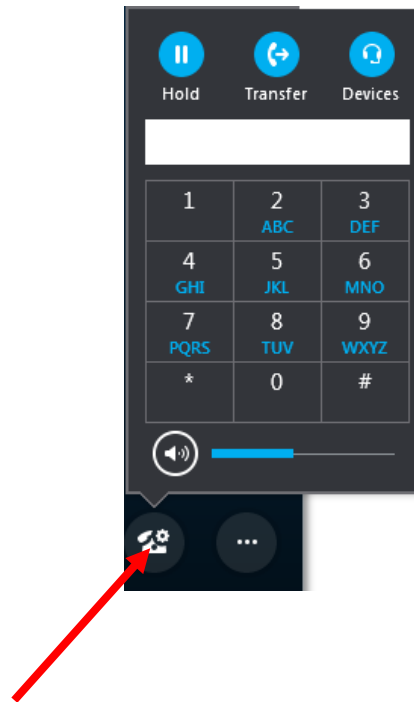 Hold Transfer Devices
1 2 3
ABC DEF
4 5 6
GHI JKL MNO
7 8 9
PQRS TUV WXYZ
* 0 #
...